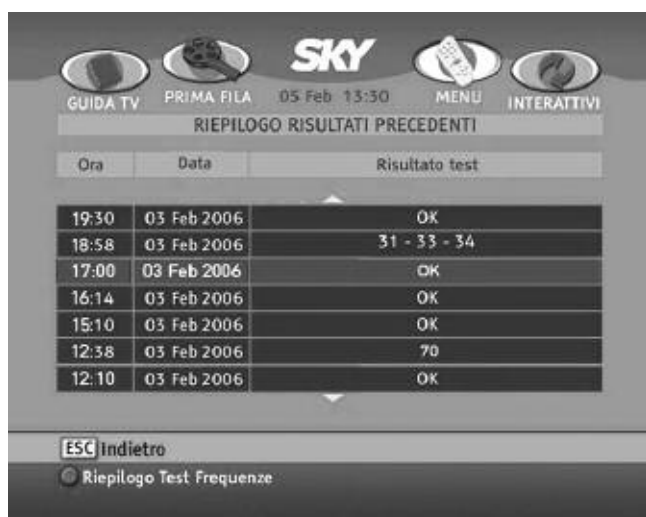 SKY
GUIDA TV PRIMA FILA 05 Feb 13:30 MENU INTERATTIVI
RIEPILOGO RISULTATI PRECEDENTI
Ora Data Risultato test
19:30 03 Feb 2006 OK
18:58 03 Feb 2006 31 - 33 - 34
17:00 03 Feb 2006 OK
16:14 03 Feb 2006 OK
15:10 03 Feb 2006 OK
12:38 03 Feb 2006 70
12:10 03 Feb 2006 OK
ESC Indietro
Riepilogo Test Frequenze